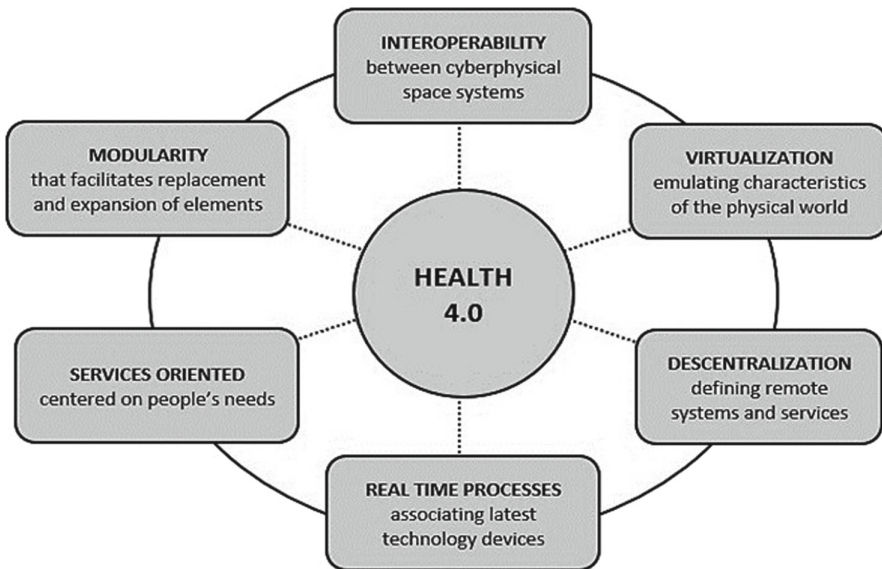 INTEROPERABILITY
between cyberphysical
space systems
MODULARITY
that facilitates replacement
and expansion of elements
VIRTUALIZATION
emulating characteristics
of the physical world
HEALTH
4.0
SERVICES ORIENTED
centered on people’s needs
DESCENTRALIZATION
defining remote
systems and services
REAL TIME PROCESSES
associating latest
technology devices